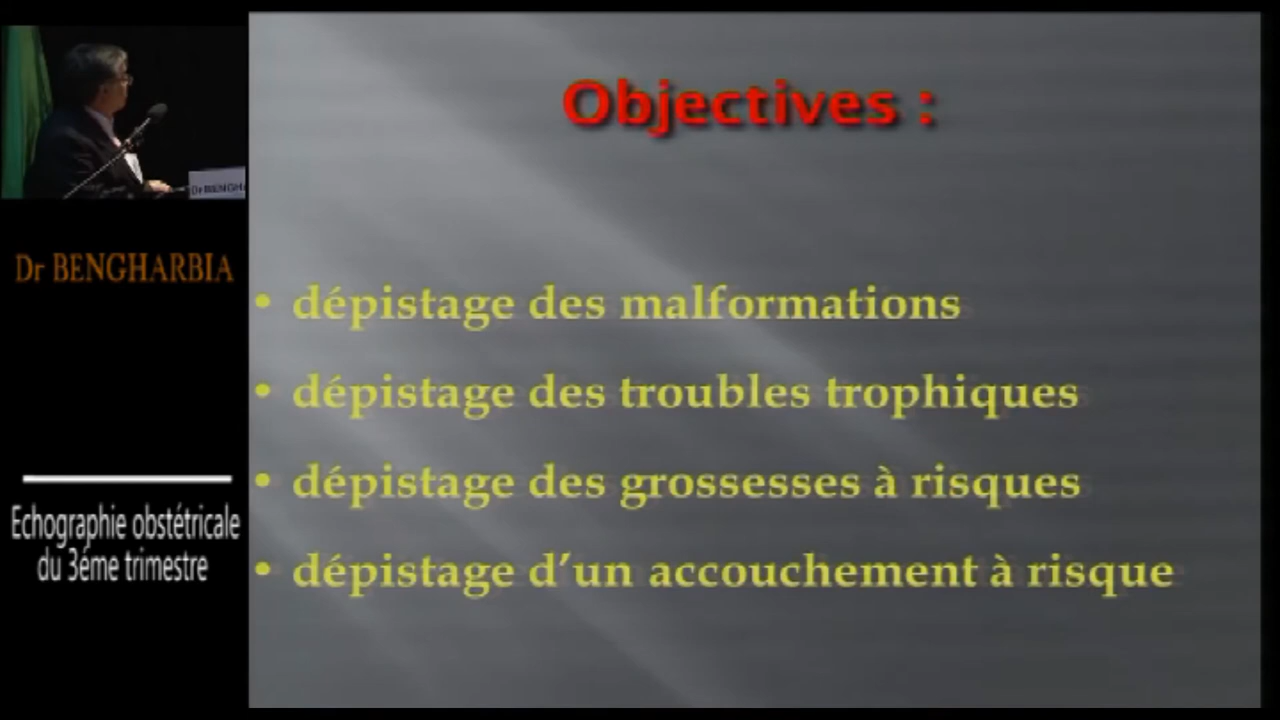 Objectives :
Dr BENGHARBIA
• dépistage des malformations
• dépistage des troubles trophiques
• dépistage des grossesses à risques
• dépistage d’un accouchement à risque
Echographie obstétricale
du 3éme trimestre